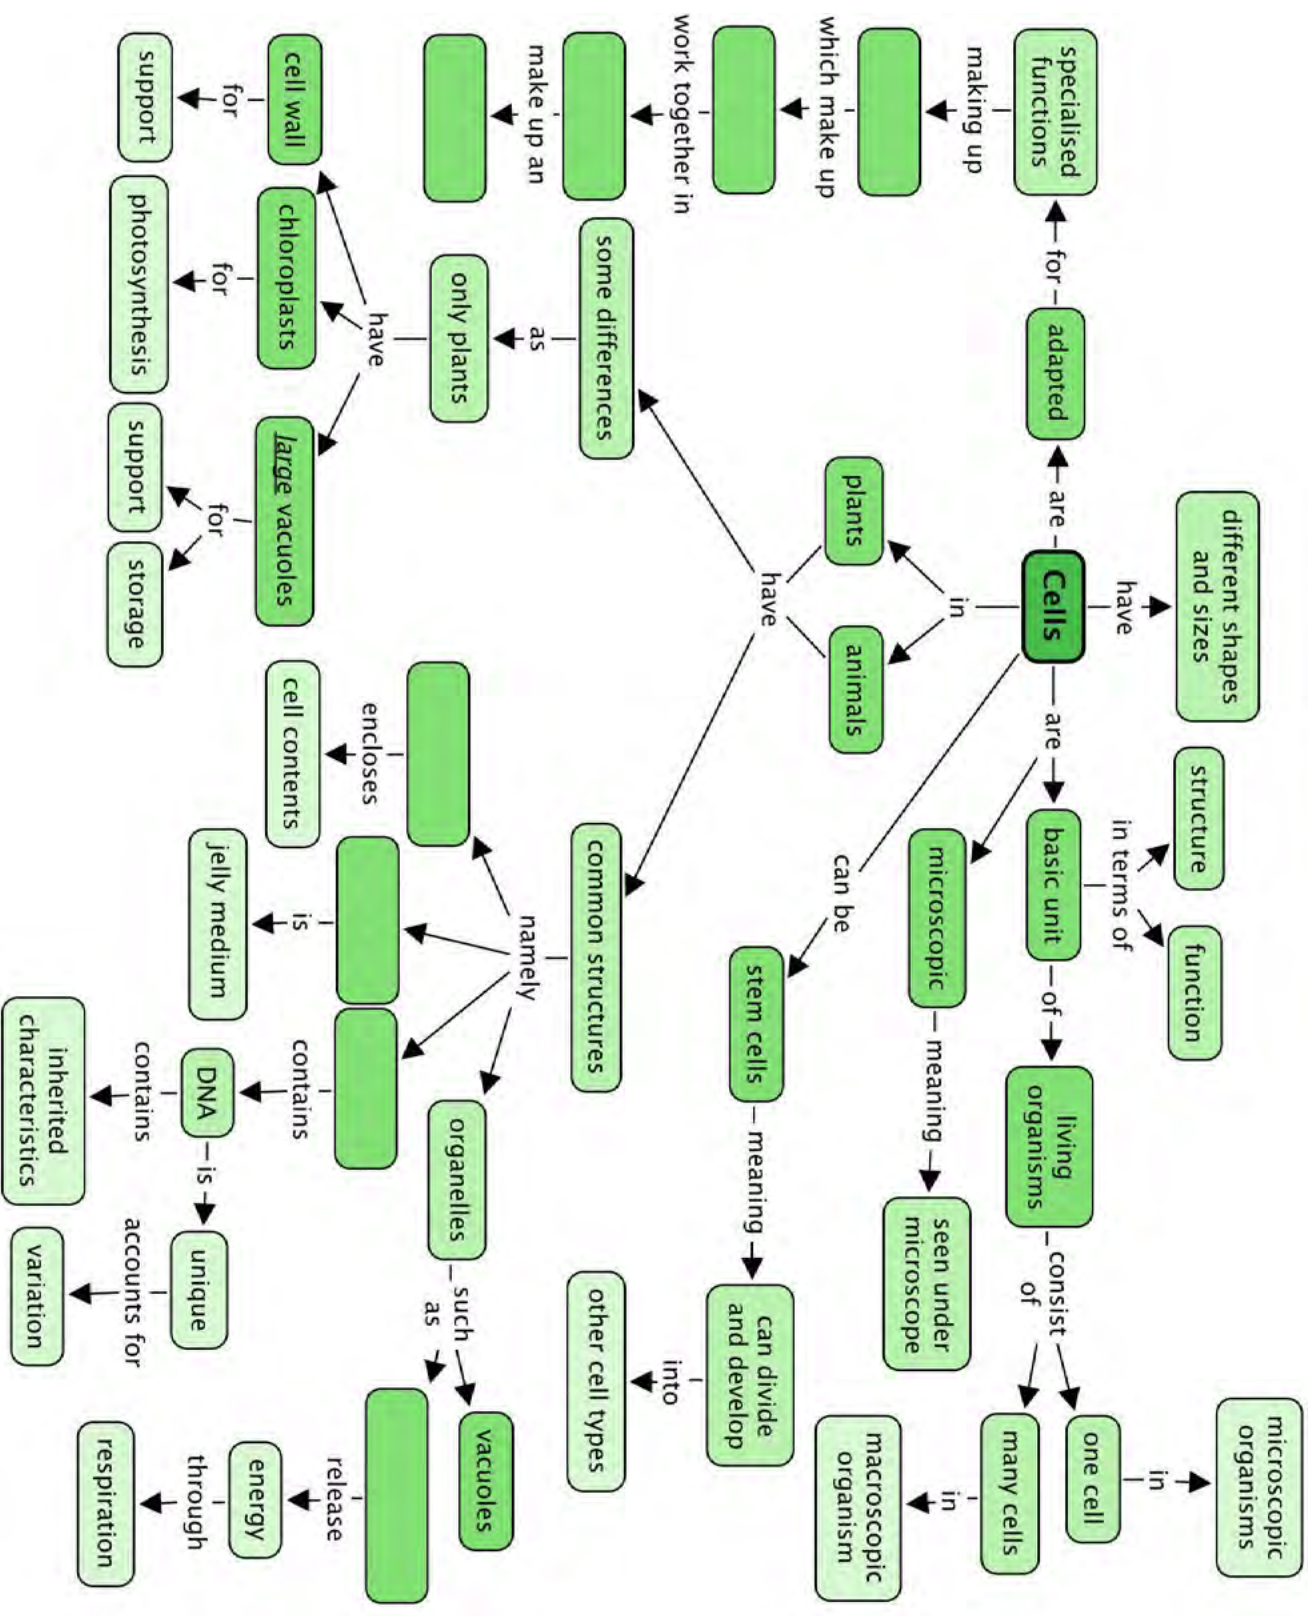 different shapes
and sizes
have
structure
function
in terms of
microscopic
organisms
in
specialised
functions
for
adapted
are
Cells
are
basic unit
of
living
organisms
consist
of
one cell
many cells
in
macroscopic
organism
making up
which make up
work together in
make up an
in
plants
animals
have
microscopic
meaning
seen under
microscope
can be
stem cells
meaning
can divide
and develop
into
other cell types
some differences
as
only plants
have
cell wall
for
support
chloroplasts
for
photosynthesis
large vacuoles
for
support
storage
common structures
namely
encloses
cell contents
is
jelly medium
contains
DNA
contains
inherited
characteristics
is
unique
accounts for
variation
organelles
such
as
vacuoles
release
energy
through
respiration